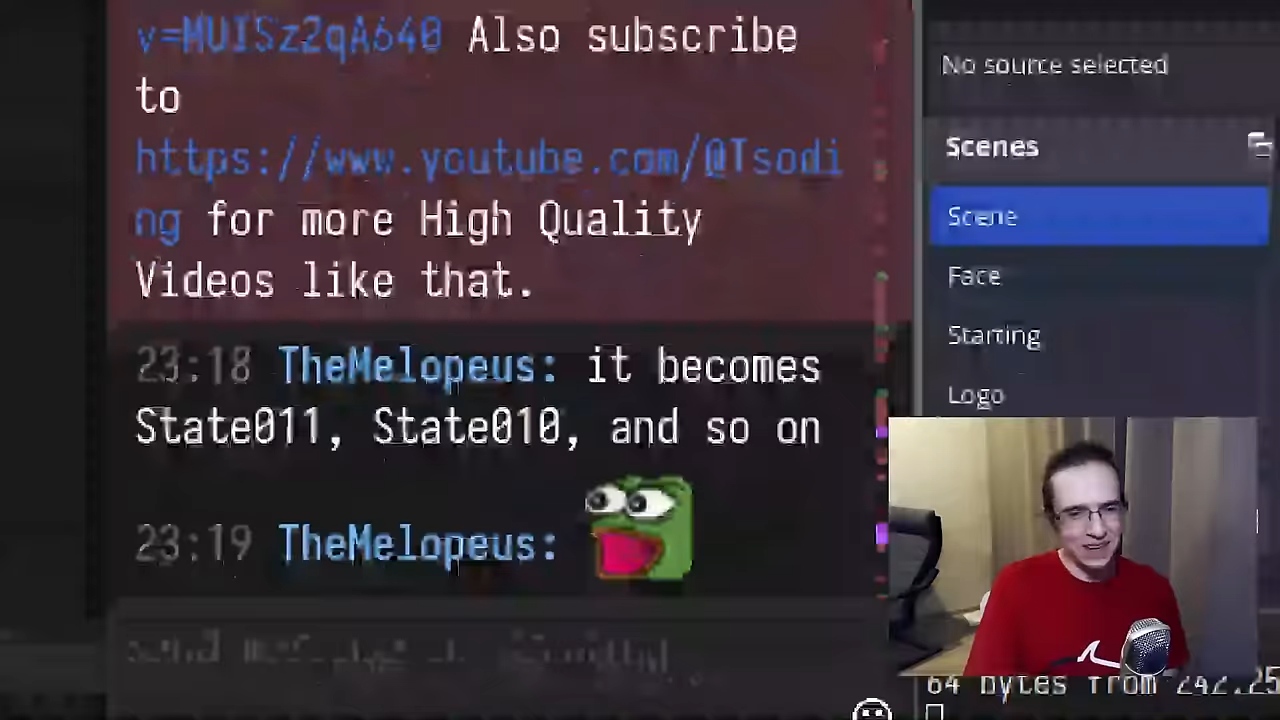 v=MUISz2qA640 Also subscribe
to
https://www.youtube.com/@Tsodi
ng for more High Quality
Videos like that.
23:18 TheMelopeus: it becomes
State011, State010, and so on
23:19 TheMelopeus:
No source selected
Scenes
Scene
Face
Starting
Logo
64 bytes from 242.25